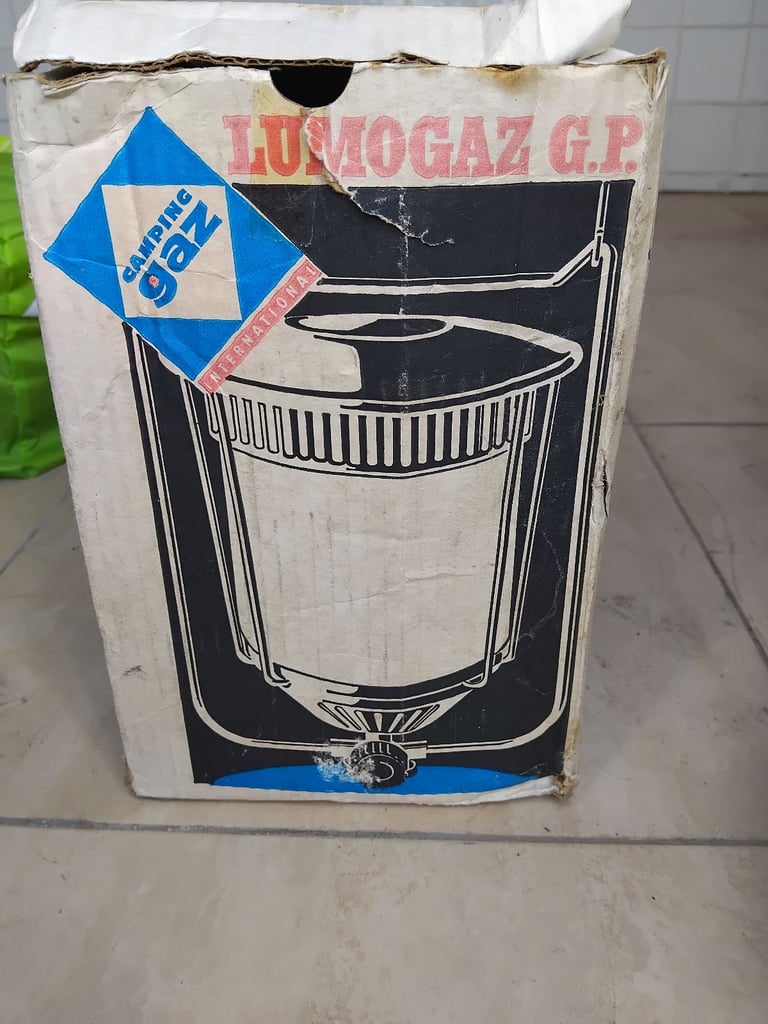 LUMOGAZ G.P.
CAMPING
gaz
INTERNATIONAL